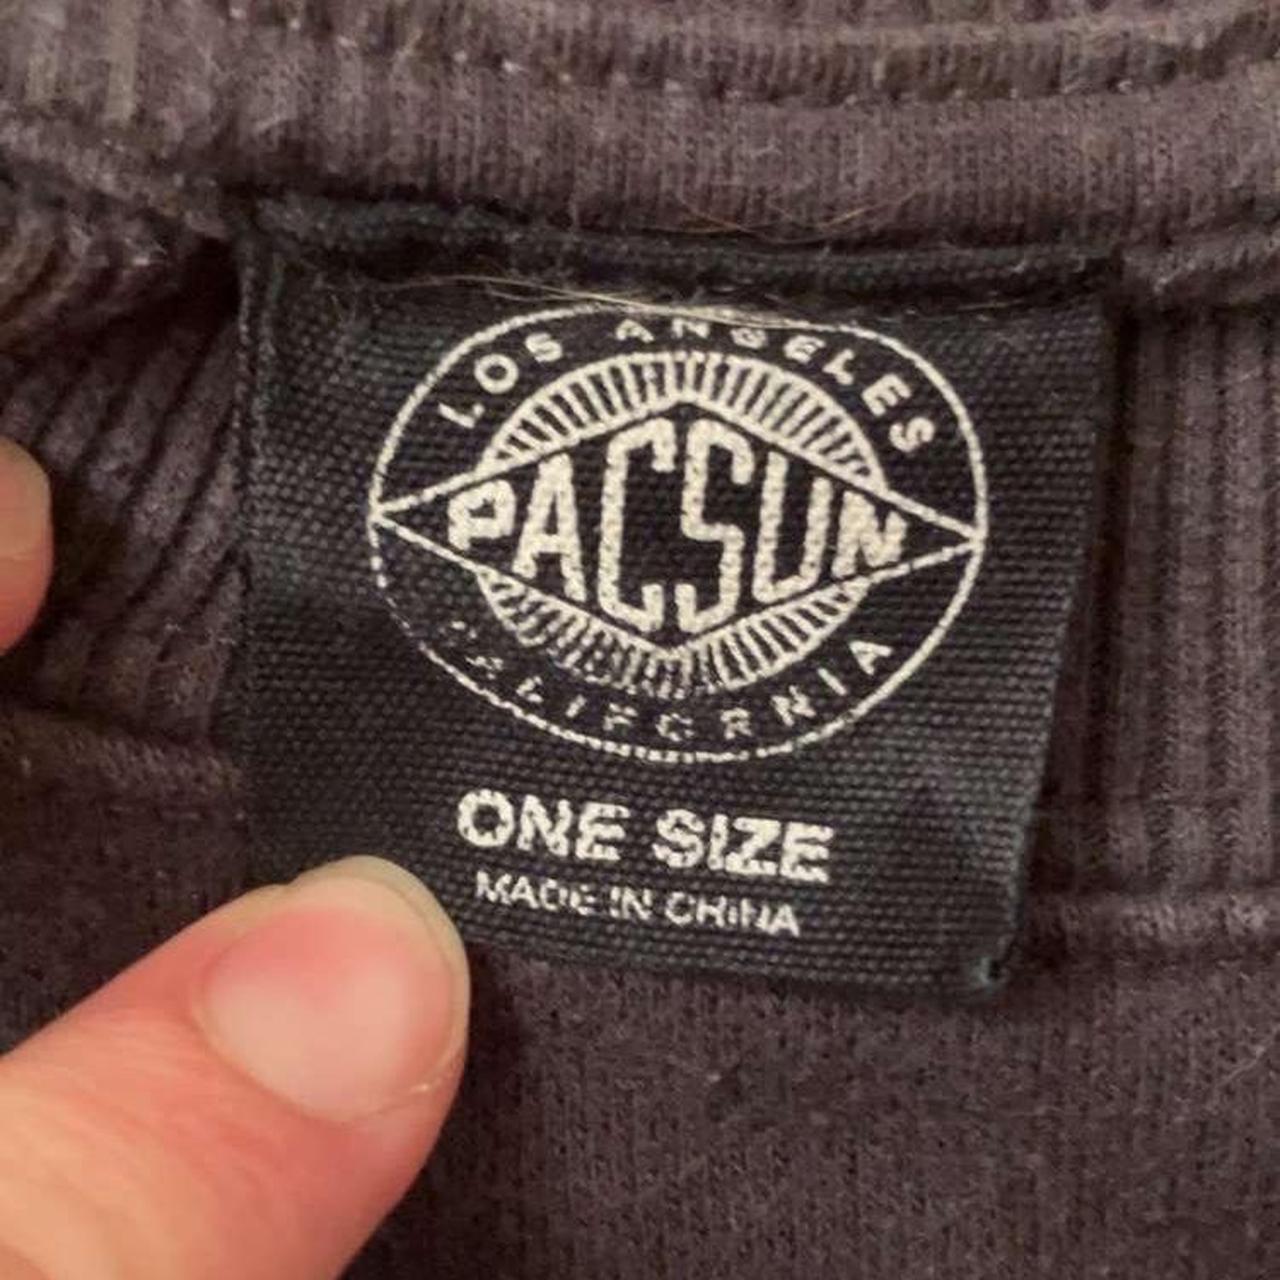 LOS ANGELES
PACSUN
CALIFORNIA
ONE SIZE
MADE IN CHINA